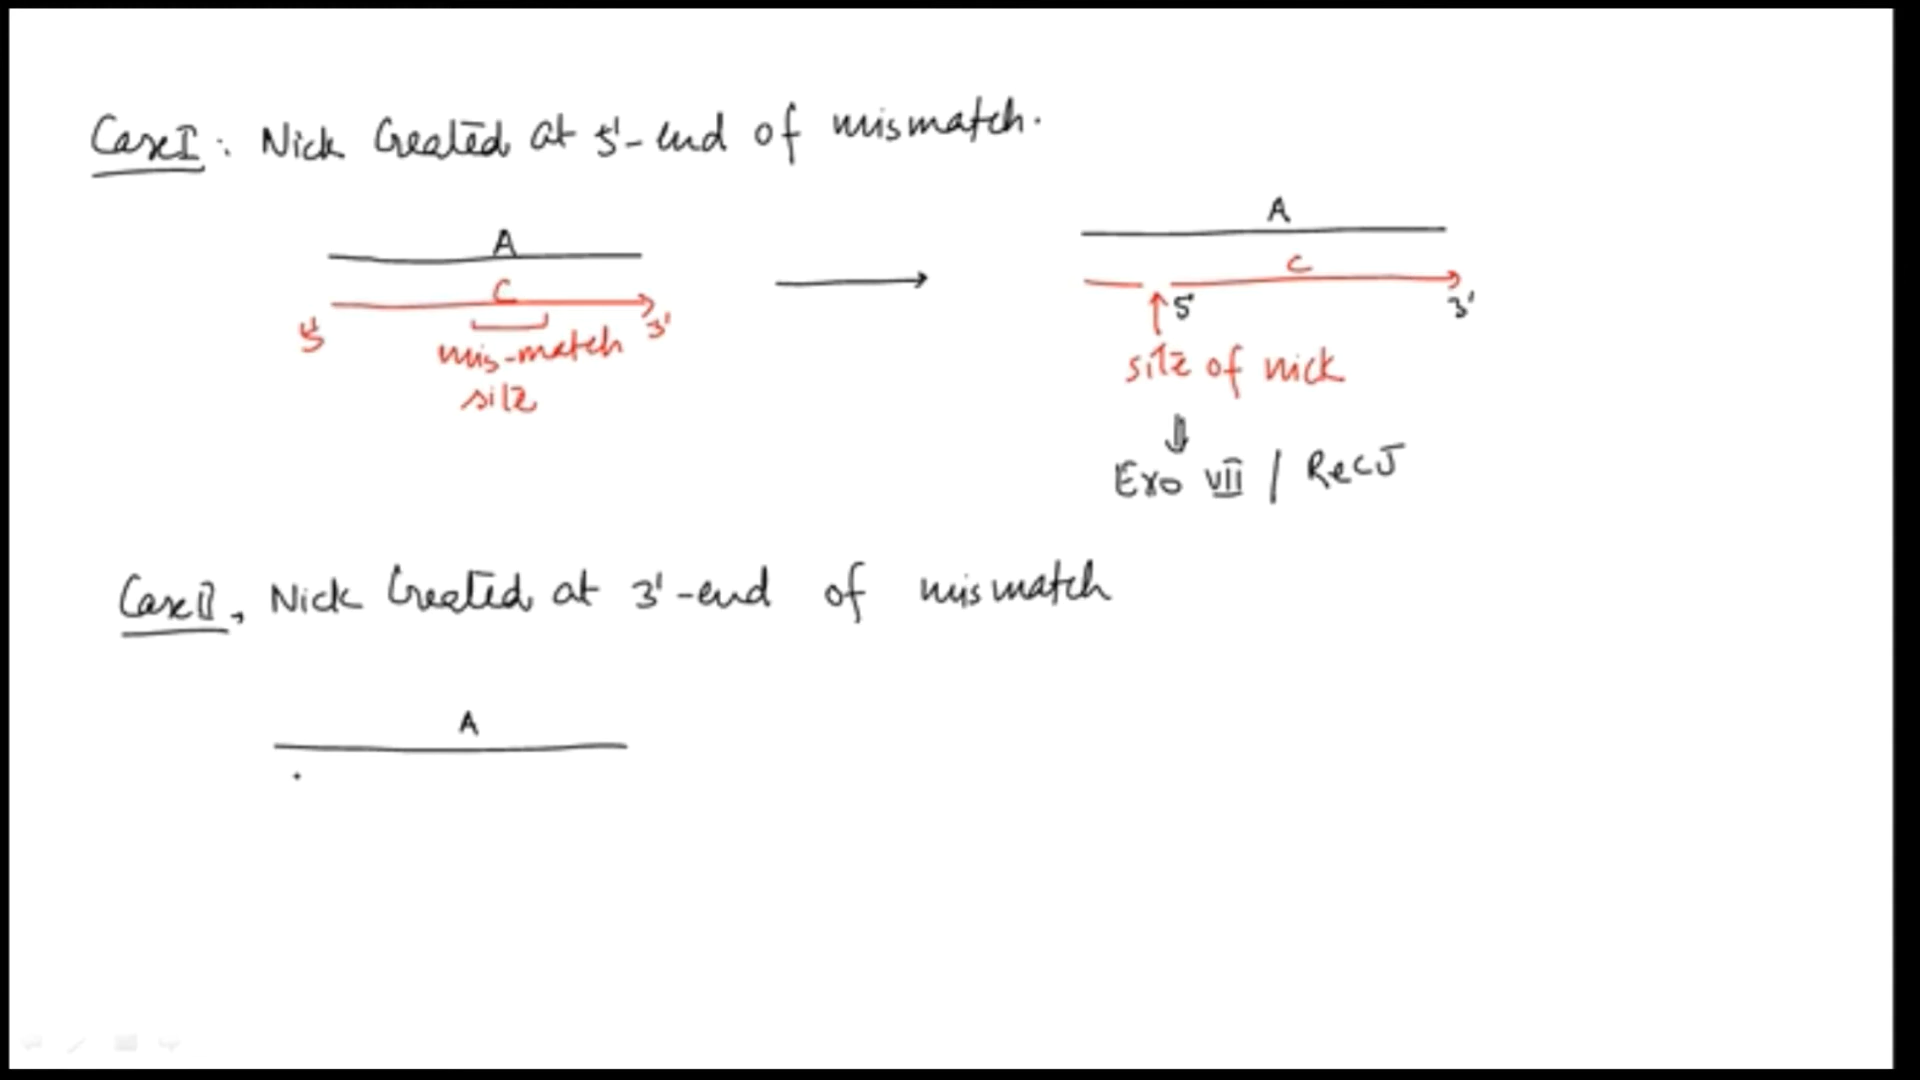 Case I : Nick Created at 5'-end of mismatch.
A
A
C
C
5'
3'
5'
3'
mis-match
site
site of nick
Exo VII / RecJ
Case II, Nick Created at 3'-end of mismatch
A